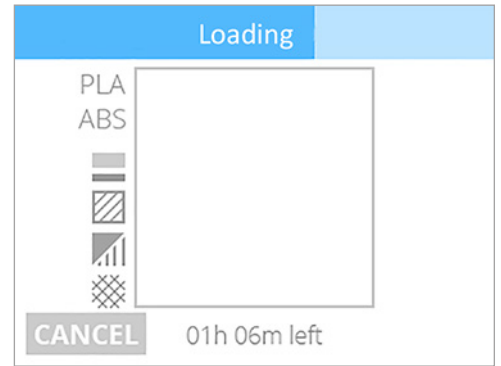 Loading
PLA
ABS
CANCEL
01h 06m left